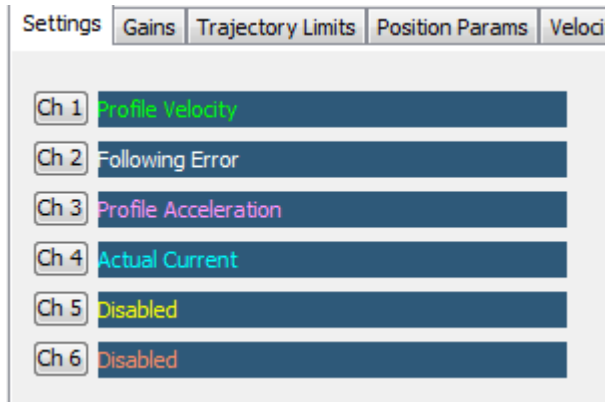 Settings Gains Trajectory Limits Position Params Veloci
Ch 1 Profile Velocity
Ch 2 Following Error
Ch 3 Profile Acceleration
Ch 4 Actual Current
Ch 5 Disabled
Ch 6 Disabled